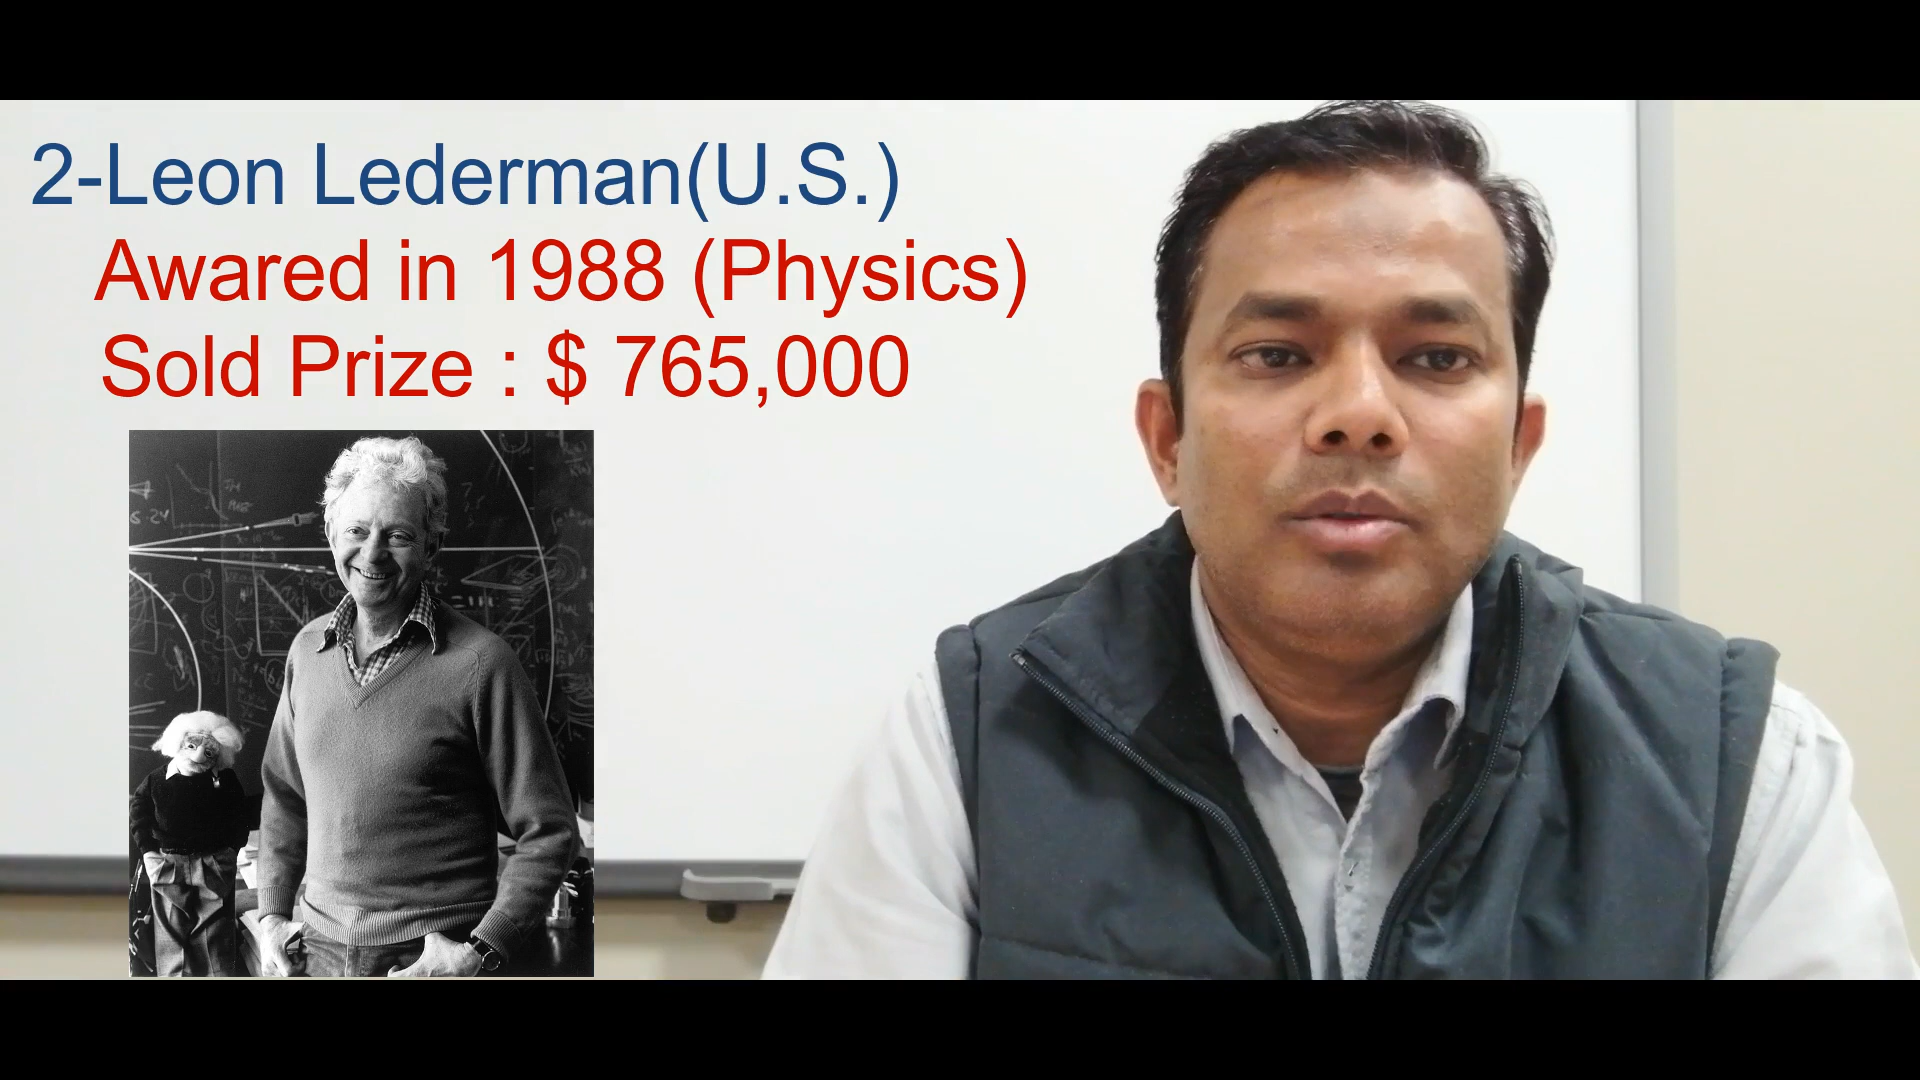 2-Leon Lederman(U.S.)
Awared in 1988 (Physics)
Sold Prize : $ 765,000